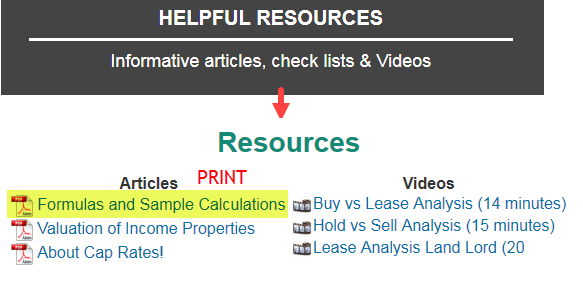 HELPFUL RESOURCES
Informative articles, check lists & Videos
Resources
Articles PRINT
Formulas and Sample Calculations
Valuation of Income Properties
About Cap Rates!
Videos
Buy vs Lease Analysis (14 minutes)
Hold vs Sell Analysis (15 minutes)
Lease Analysis Land Lord (20